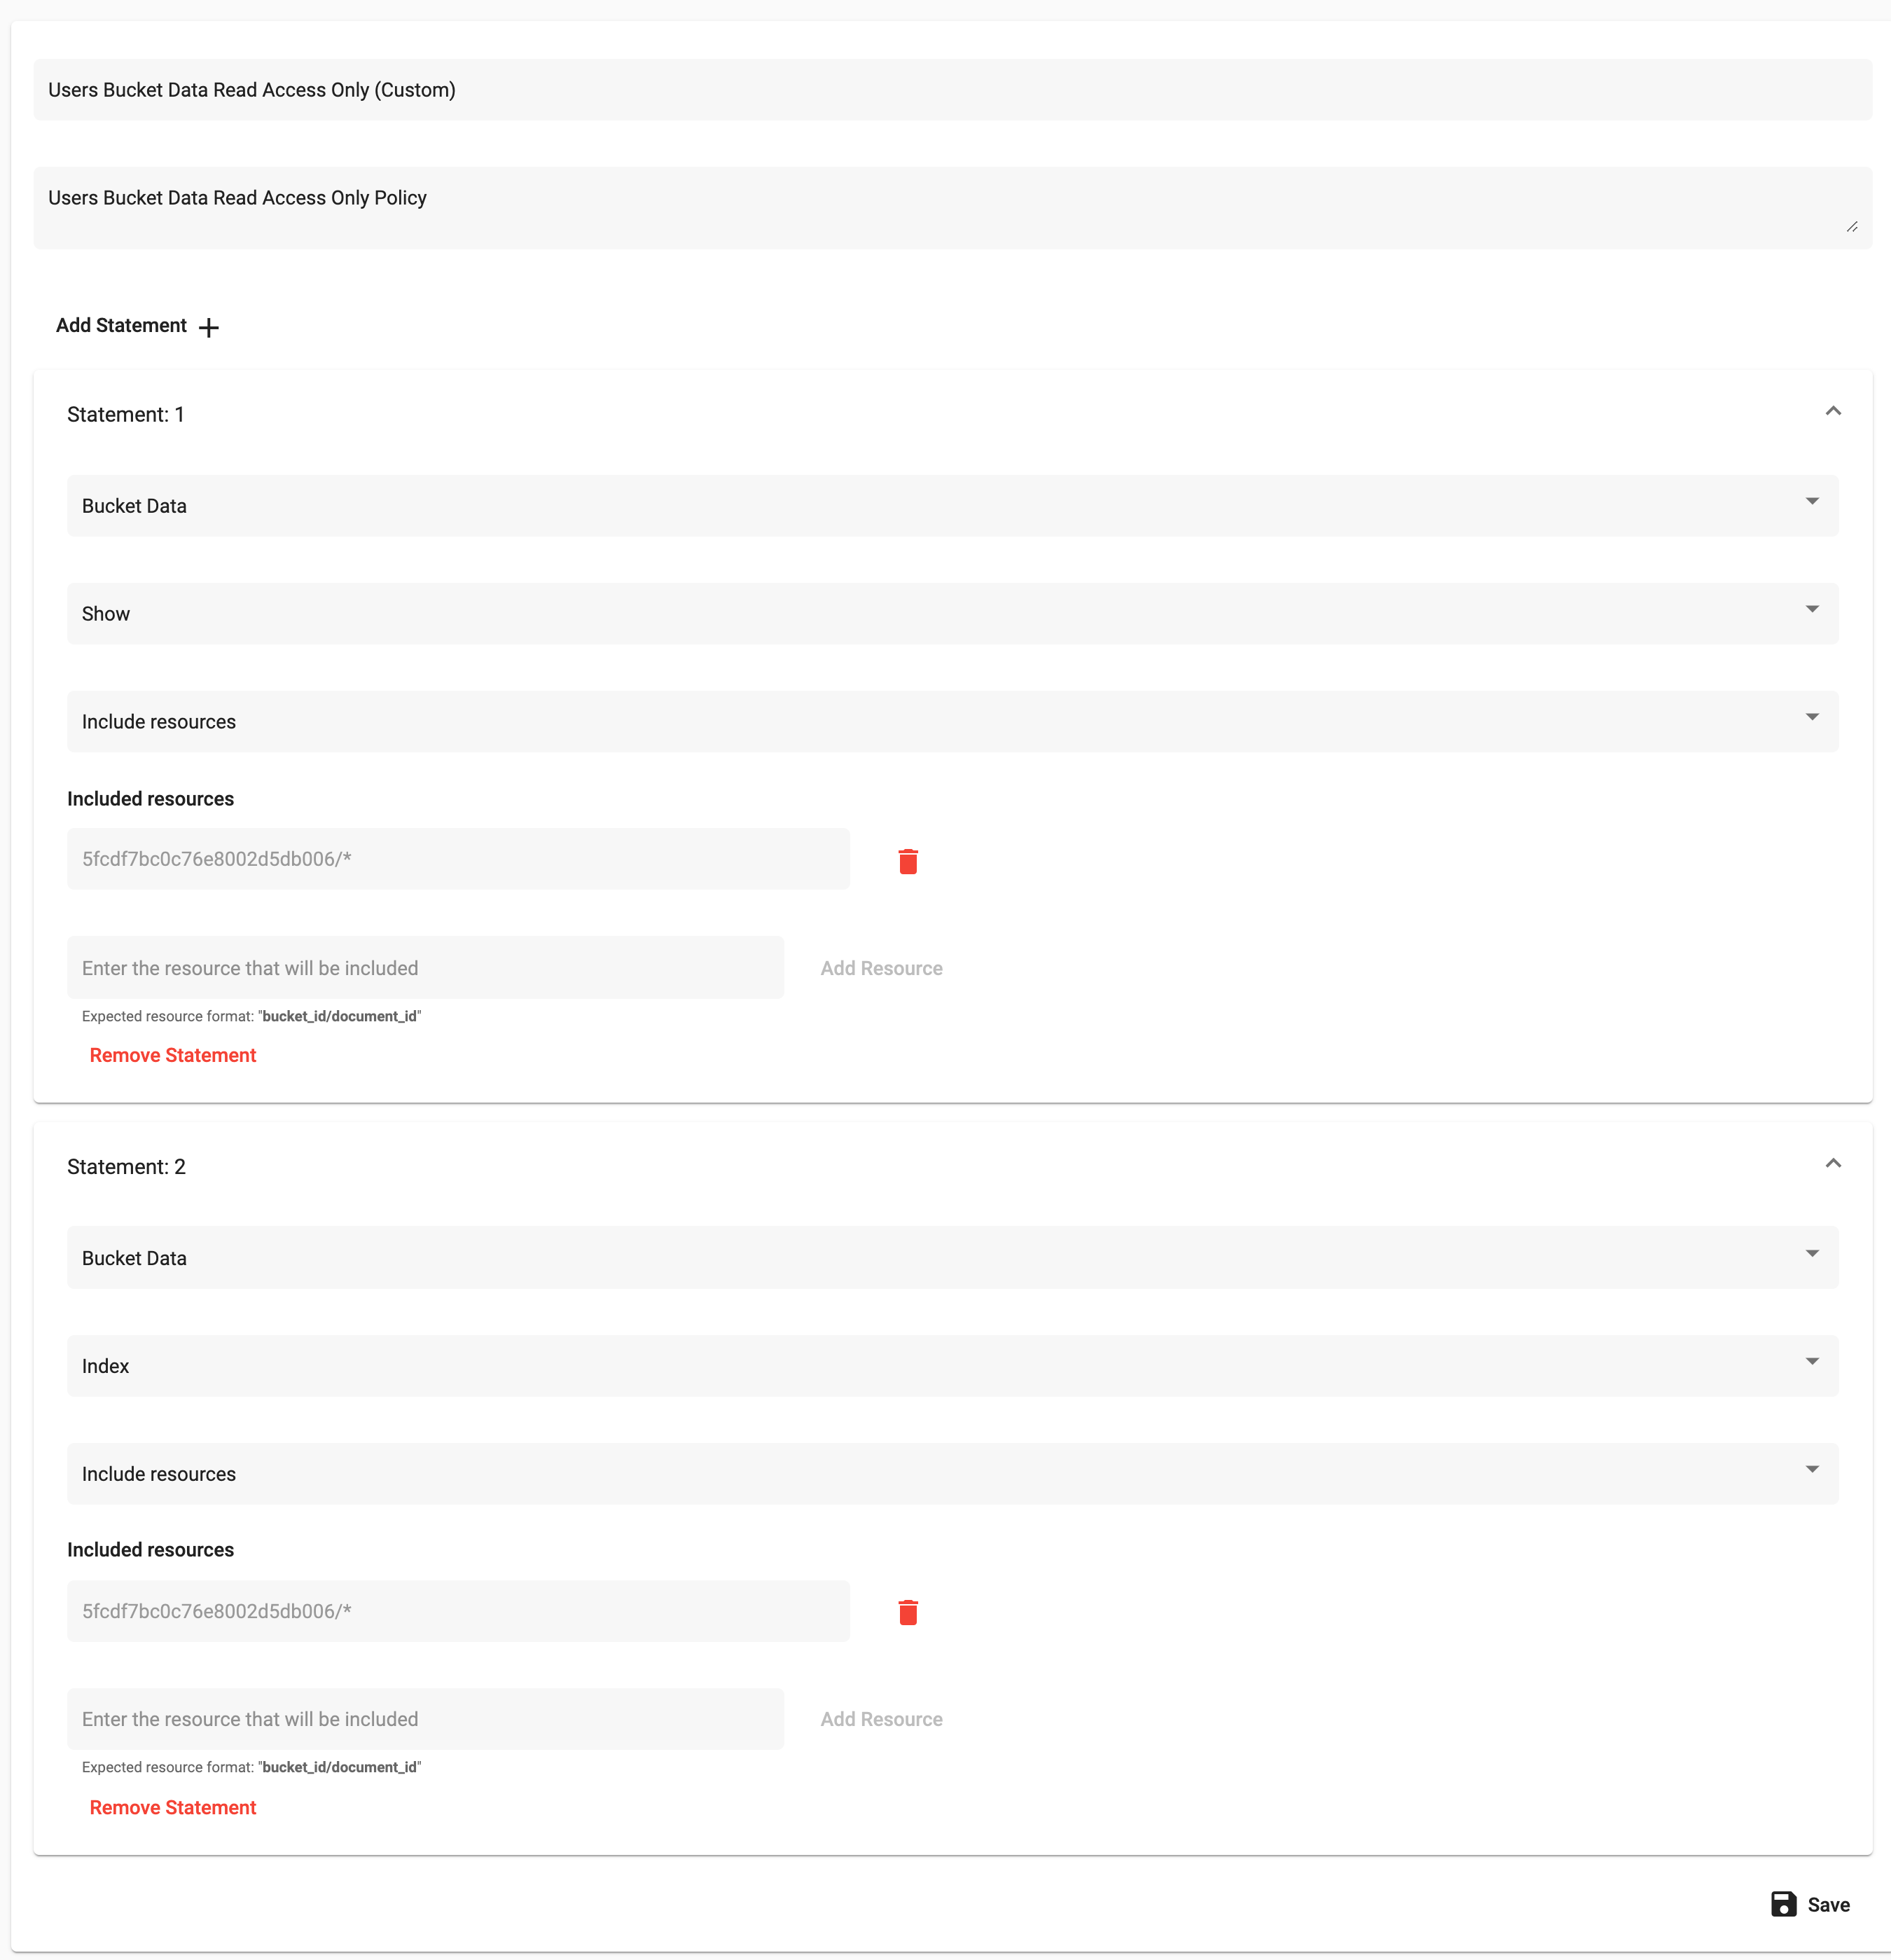 Users Bucket Data Read Access Only (Custom)
Users Bucket Data Read Access Only Policy
Add Statement
Statement: 1
Bucket Data
Show
Include resources
Included resources
5fcdf7bc0c76e8002d5db006/*
Enter the resource that will be included
Add Resource
Expected resource format: "bucket_id/document_id"
Remove Statement
Statement: 2
Bucket Data
Index
Include resources
Included resources
5fcdf7bc0c76e8002d5db006/*
Enter the resource that will be included
Add Resource
Expected resource format: "bucket_id/document_id"
Remove Statement
Save